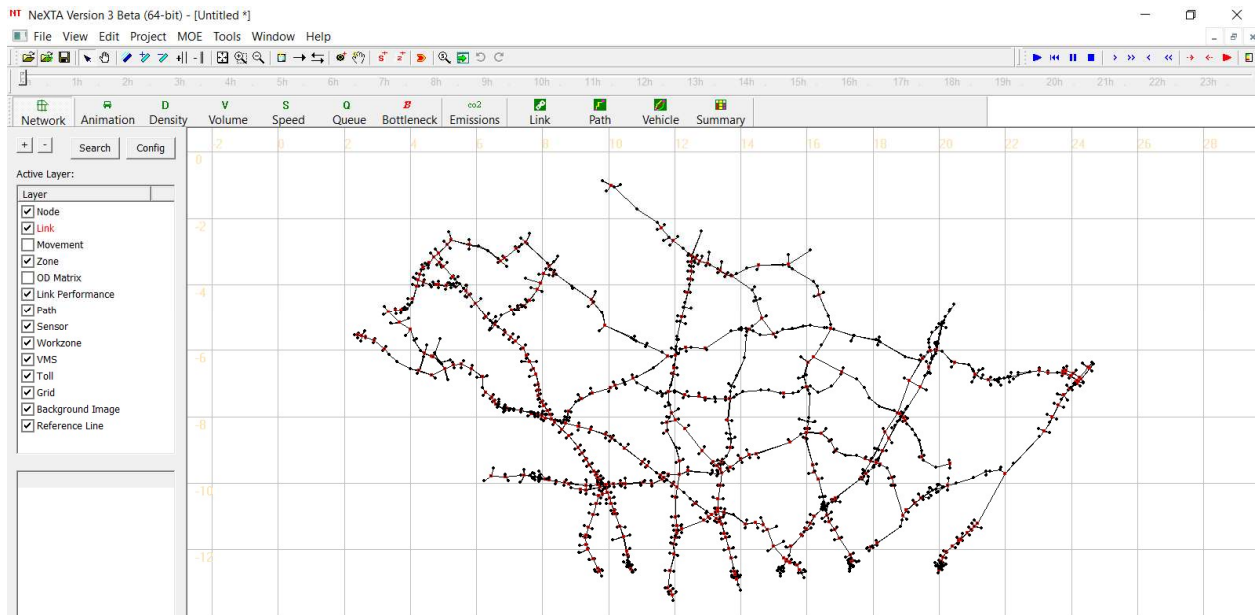 NeXTA Version 3 Beta (64-bit) - [Untitled *]
File View Edit Project MOE Tools Window Help
0h 1h 2h 3h 4h 5h 6h 7h 8h 9h 10h 11h 12h 13h 14h 15h 16h 17h 18h 19h 20h 21h 22h 23h
D V S Q B co2
Network Animation Density Volume Speed Queue Bottleneck Emissions Link Path Vehicle Summary
+ - Search Config
Active Layer:
Layer
Node
Link
Movement
Zone
OD Matrix
Link Performance
Path
Sensor
Workzone
VMS
Toll
Grid
Background Image
Reference Line
-2 0 2 4 6 8 10 12 14 16 18 20 22 24 26 28
0
-2
-4
-6
-8
-10
-12